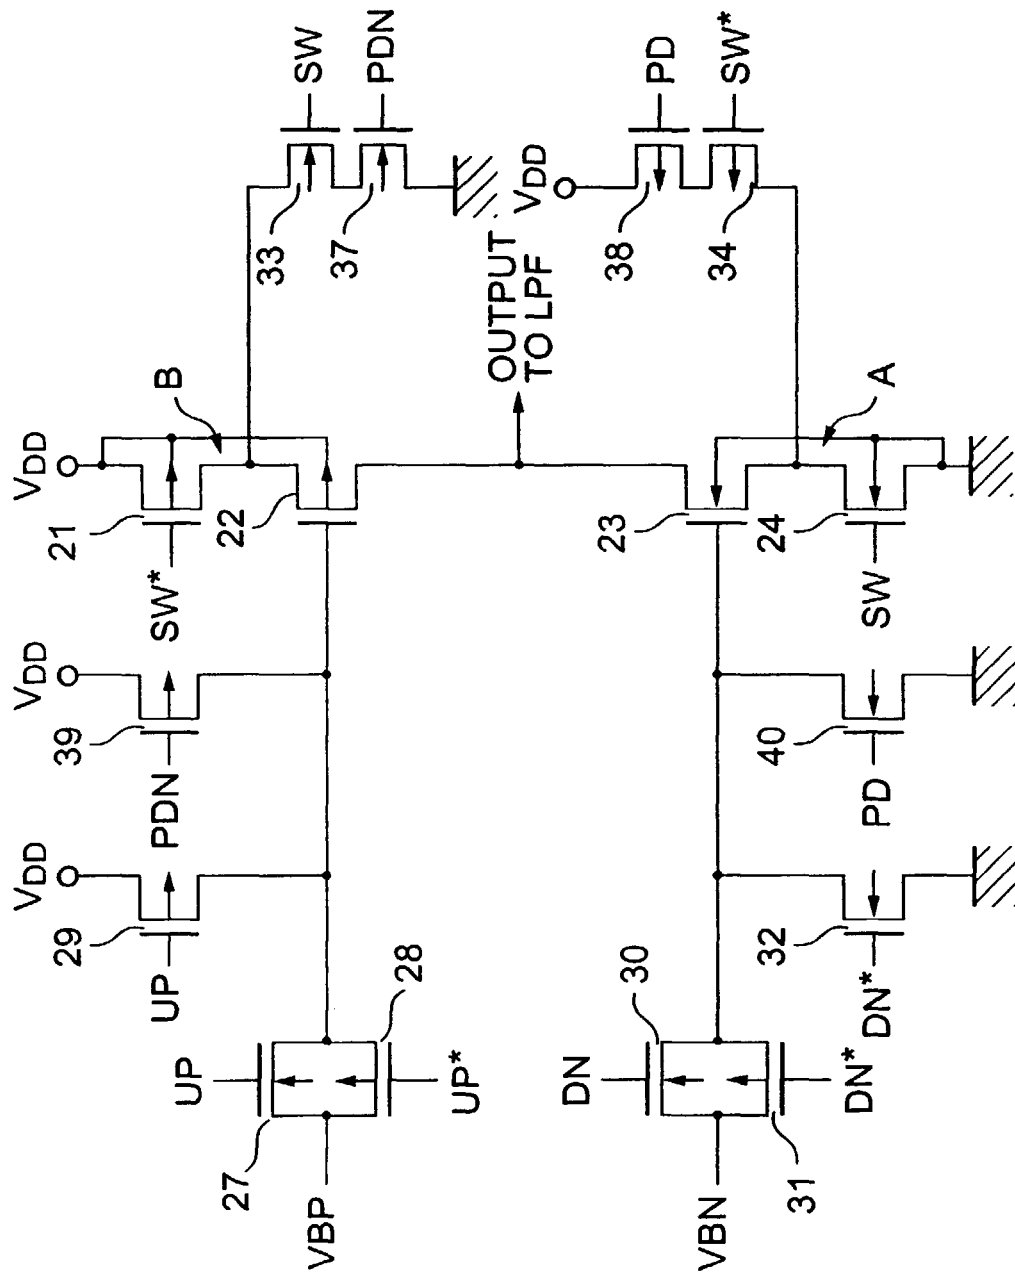 VDD
VDD
VDD
UP
29
PDN
39
SW*
21
B
22
SW
33
PDN
37
UP
27
28
UP*
VBP
OUTPUT
TO LPF
VDD
PD
38
SW*
34
DN
30
DN*
31
VBN
DN*
32
PD
40
SW
24
23
A